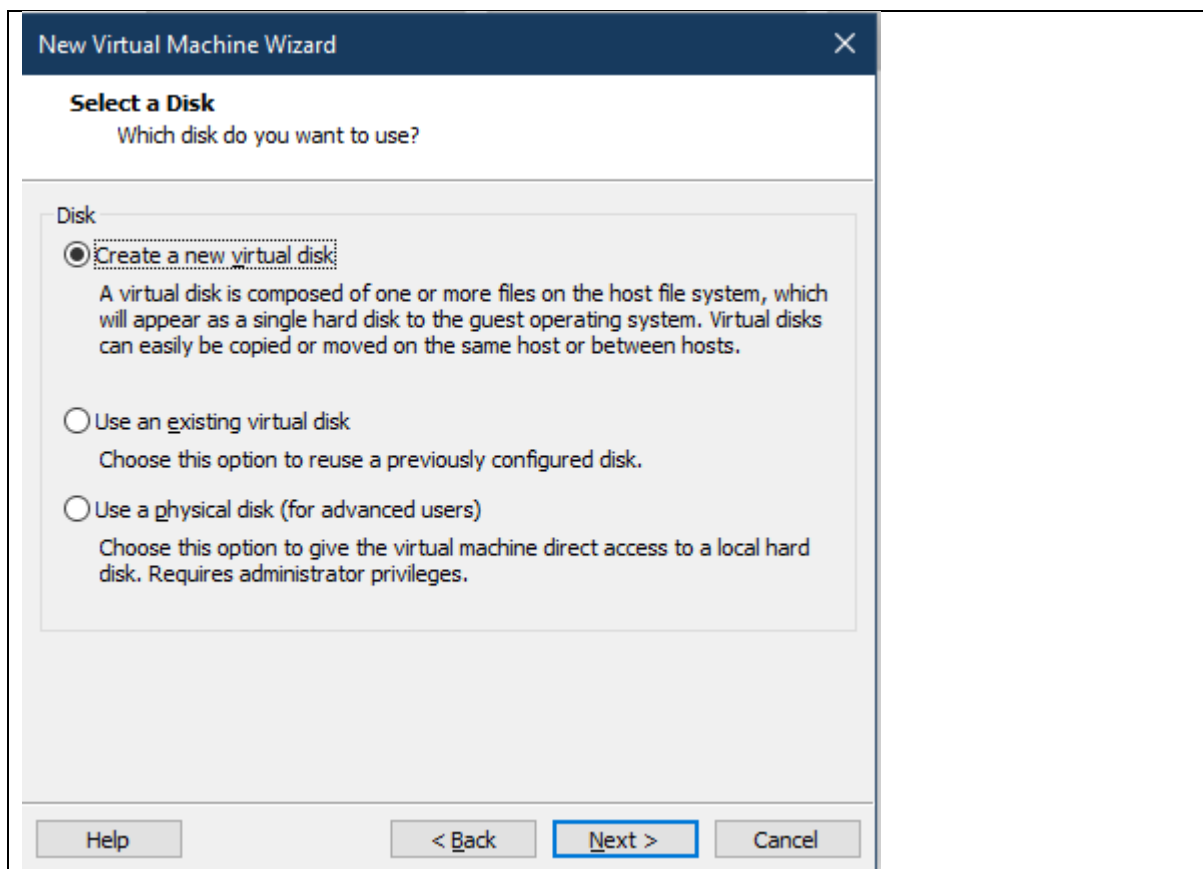 New Virtual Machine Wizard
Select a Disk
Which disk do you want to use?
Disk
Create a new virtual disk
A virtual disk is composed of one or more files on the host file system, which
will appear as a single hard disk to the guest operating system. Virtual disks
can easily be copied or moved on the same host or between hosts.
Use an existing virtual disk
Choose this option to reuse a previously configured disk.
Use a physical disk (for advanced users)
Choose this option to give the virtual machine direct access to a local hard
disk. Requires administrator privileges.
Help < Back Next > Cancel